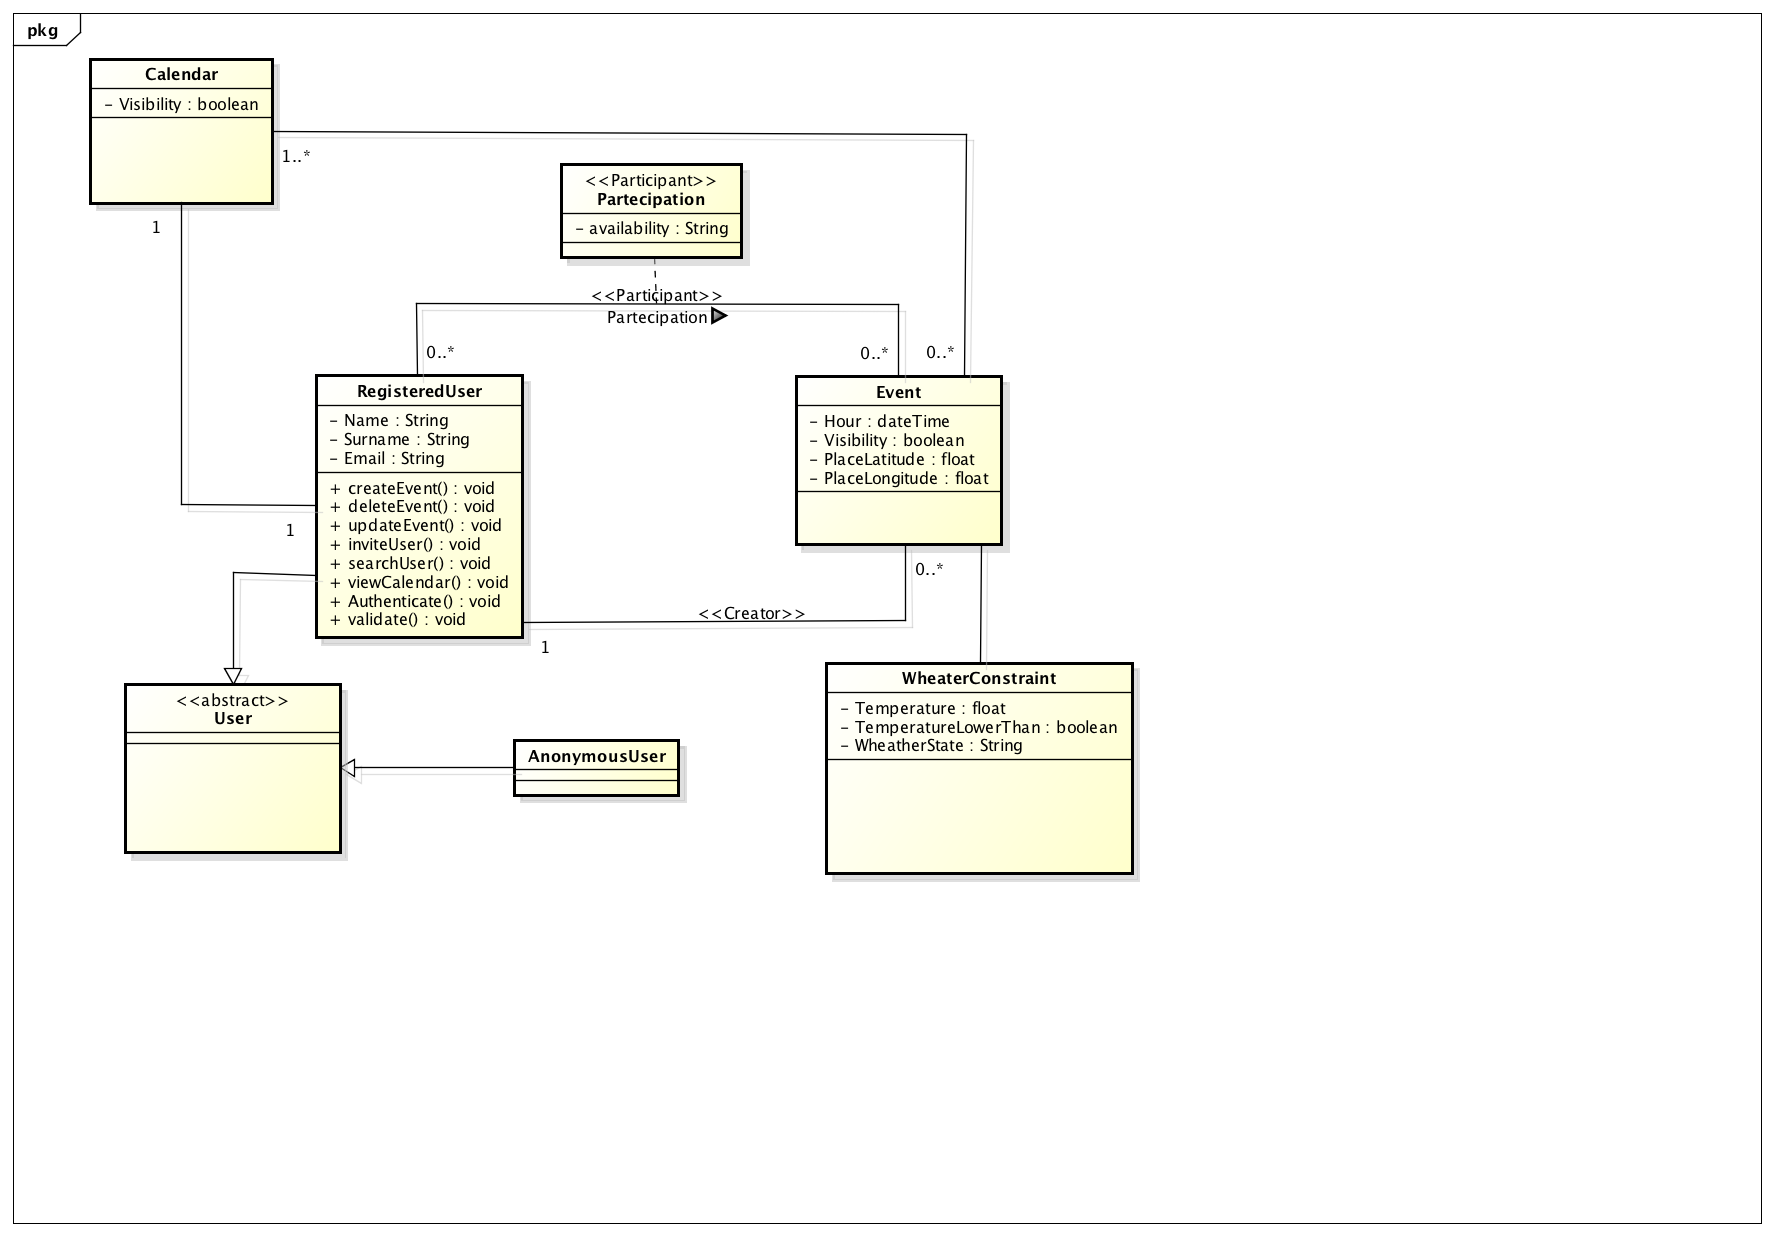 pkg
Calendar
- Visibility : boolean
1..*
1
<<Participant>>
Partecipation
- availability : String
<<Participant>>
Partecipation
0..*
0..*
0..*
RegisteredUser
- Name : String
- Surname : String
- Email : String
+ createEvent() : void
+ deleteEvent() : void
+ updateEvent() : void
+ inviteUser() : void
+ searchUser() : void
+ viewCalendar() : void
+ Authenticate() : void
+ validate() : void
1
Event
- Hour : dateTime
- Visibility : boolean
- PlaceLatitude : float
- PlaceLongitude : float
0..*
<<Creator>>
1
<<abstract>>
User
AnonymousUser
WheaterConstraint
- Temperature : float
- TemperatureLowerThan : boolean
- WheatherState : String